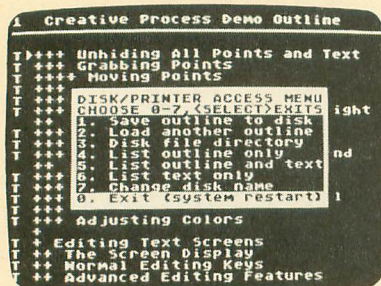 1 Creative Process Demo Outline
T▶+++ Unhiding All Points and Text
T +++ Grabbing Points
T ++++ Moving Points
T +++
T +++ DISK/PRINTER ACCESS MENU
T +++ CHOOSE 0-7,<SELECT>EXITS ight
++ 1. Save outline to disk
T ++ 2. Load another outline
T +++ 3. Disk file directory
T +++ 4. List outline only nd
++ 5. List outline and text
T +++ 6. List text only
T +++ 7. Change disk name
T +++ 0. Exit (system restart) l
+++
T +++ Adjusting Colors
+
T + Editing Text Screens
T ++ The Screen Display
T ++ Normal Editing Keys
T ++ Advanced Editing Features